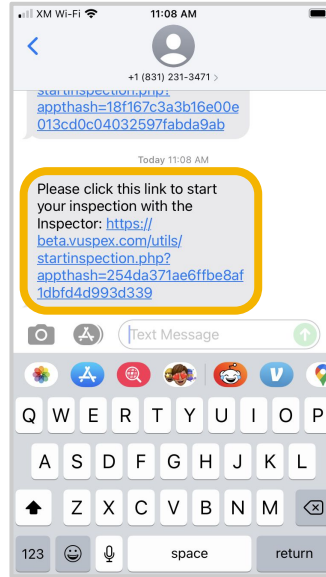 XM Wi-Fi 11:08 AM
+1 (831) 231-3471 >
startinspection.php?
appthash=18f167c3a3b16e00e
013cd0c04032597fabda9ab
Today 11:08 AM
Please click this link to start
your inspection with the
Inspector: https://
beta.vuspex.com/utils/
startinspection.php?
appthash=254da371ae6ffbe8af
1dbfd4d993d339
Text Message
Q W E R T Y U I O P
A S D F G H J K L
Z X C V B N M
123 space return